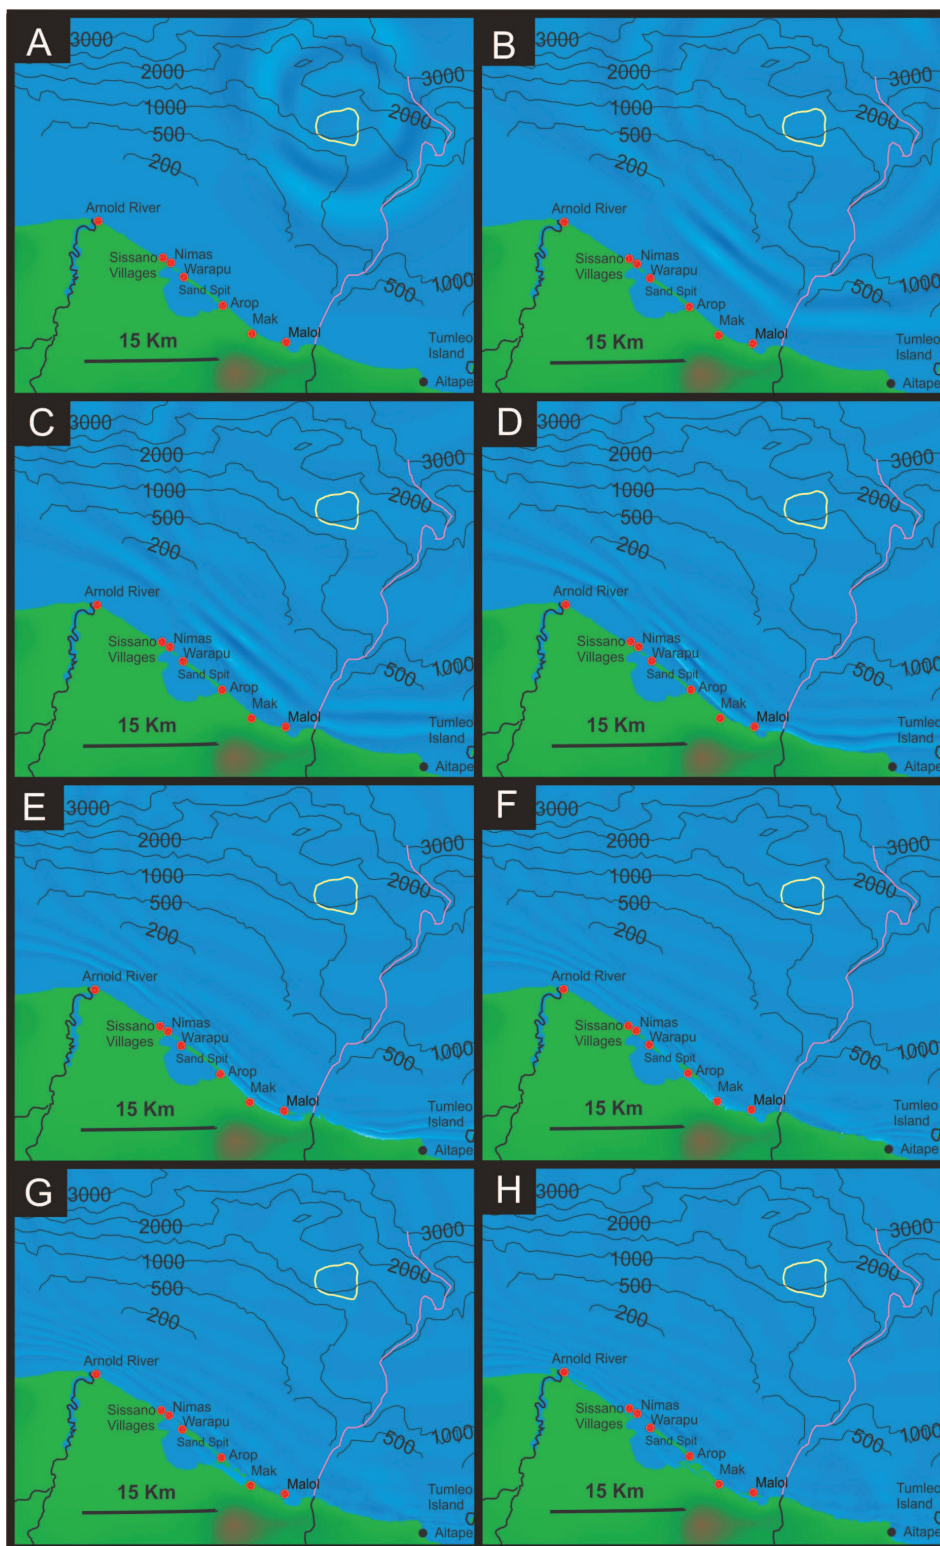 A
3000
2000
3000
1000
2000
500
200
Arnold River
Sissano
Villages
Nimas
Warapu
Sand Spit
Arop
Mak
Malol
500
1000
15 Km
Tumleo
Island
Aitape
B
3000
2000
3000
1000
2000
500
200
Arnold River
Sissano
Villages
Nimas
Warapu
Sand Spit
Arop
Mak
Malol
500
1000
15 Km
Tumleo
Island
Aitape
C
3000
2000
3000
1000
2000
500
200
Arnold River
Sissano
Villages
Nimas
Warapu
Sand Spit
Arop
Mak
Malol
500
1000
15 Km
Tumleo
Island
Aitape
D
3000
2000
3000
1000
2000
500
200
Arnold River
Sissano
Villages
Nimas
Warapu
Sand Spit
Arop
Mak
Malol
500
1000
15 Km
Tumleo
Island
Aitape
E
3000
2000
3000
1000
2000
500
200
Arnold River
Sissano
Villages
Nimas
Warapu
Sand Spit
Arop
Mak
Malol
500
1000
15 Km
Tumleo
Island
Aitape
F
3000
2000
3000
1000
2000
500
200
Arnold River
Sissano
Villages
Nimas
Warapu
Sand Spit
Arop
Mak
Malol
500
1000
15 Km
Tumleo
Island
Aitape
G
3000
2000
3000
1000
2000
500
200
Arnold River
Sissano
Villages
Nimas
Warapu
Sand Spit
Arop
Mak
Malol
500
1000
15 Km
Tumleo
Island
Aitape
H
3000
2000
3000
1000
2000
500
200
Arnold River
Sissano
Villages
Nimas
Warapu
Sand Spit
Arop
Mak
Malol
500
1000
15 Km
Tumleo
Island
Aitape